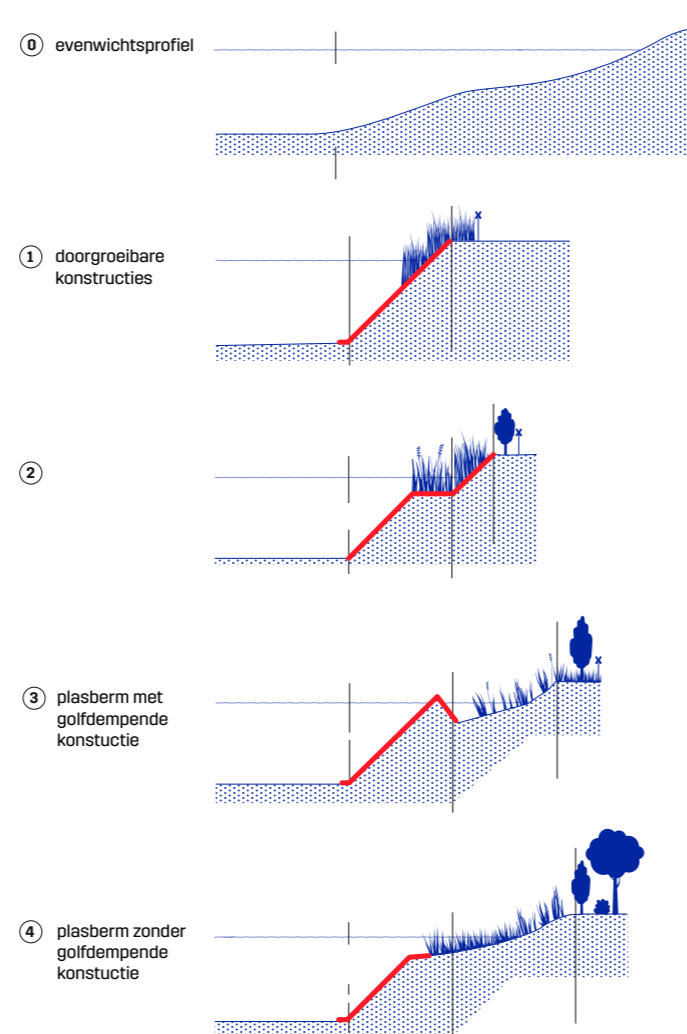 0 evenwichtsprofiel
1 doorgroeibare
konstructies
x
2
x
3 plasberm met
golfdempende
konstuctie
x
4 plasberm zonder
golfdempende
konstuctie